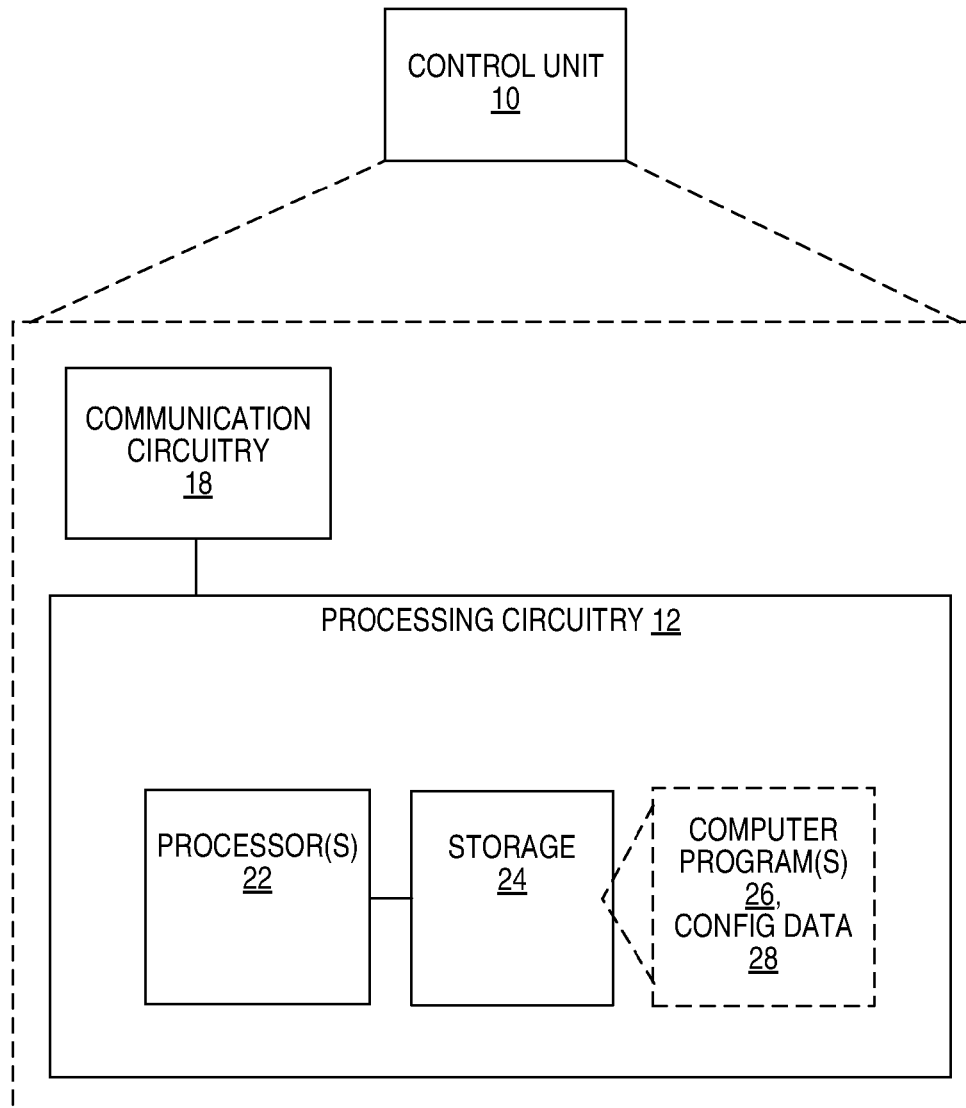 CONTROL UNIT
10
COMMUNICATION
CIRCUITRY
18
PROCESSING CIRCUITRY 12
PROCESSOR(S)
22
STORAGE
24
COMPUTER
PROGRAM(S)
26,
CONFIG DATA
28